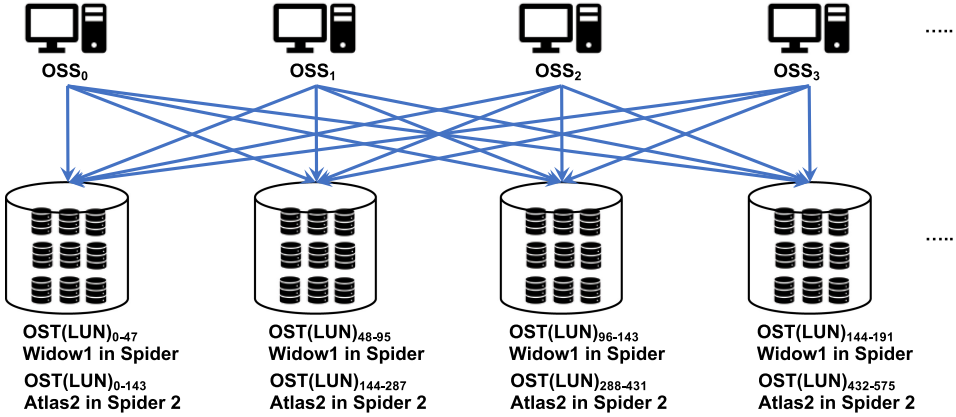 OSS0 OSS1 OSS2 OSS3 .....
.....
OST(LUN)0-47 OST(LUN)48-95 OST(LUN)96-143 OST(LUN)144-191
Widow1 in Spider Widow1 in Spider Widow1 in Spider Widow1 in Spider
OST(LUN)0-143 OST(LUN)144-287 OST(LUN)288-431 OST(LUN)432-575
Atlas2 in Spider 2 Atlas2 in Spider 2 Atlas2 in Spider 2 Atlas2 in Spider 2